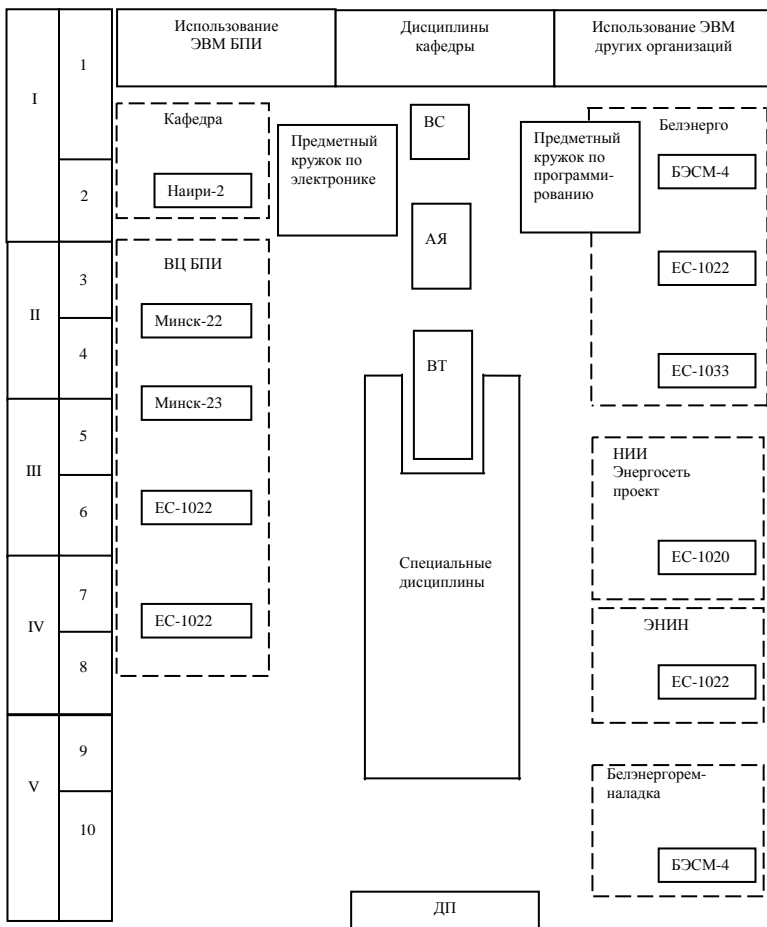 Использование
ЭВМ БПИ
Дисциплины
кафедры
Использование ЭВМ
других организаций
I
1
2
II
3
4
III
5
6
IV
7
8
V
9
10
Кафедра
Наири-2
ВЦ БПИ
Минск-22
Минск-23
ЕС-1022
ЕС-1022
Предметный
кружок по
электронике
ВС
АЯ
ВТ
Специальные
дисциплины
ДП
Предметный
кружок по
программи-
рованию
Белэнерго
БЭСМ-4
ЕС-1022
ЕС-1033
НИИ
Энергосеть
проект
ЕС-1020
ЭНИН
ЕС-1022
Белэнергорем-
наладка
БЭСМ-4